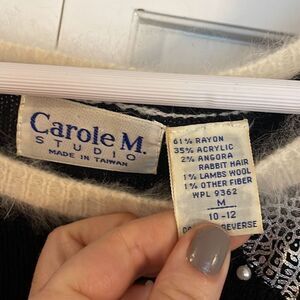 Carole M.
STUDIO
MADE IN TAIWAN
61% RAYON
35% ACRYLIC
2% ANGORA
RABBIT HAIR
1% LAMBS WOOL
1% OTHER FIBER
WPL 9362
M
10-12
REVERSE